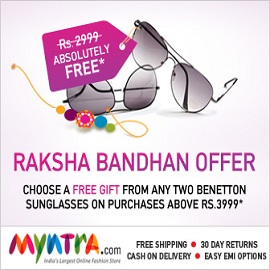 Rs. 2999
ABSOLUTELY
FREE*
RAKSHA BANDHAN OFFER
CHOOSE A FREE GIFT FROM ANY TWO BENETTON
SUNGLASSES ON PURCHASES ABOVE RS.3999*
myntra.com
India's Largest Online Fashion Store
FREE SHIPPING ● 30 DAY RETURNS
CASH ON DELIVERY ● EASY EMI OPTIONS